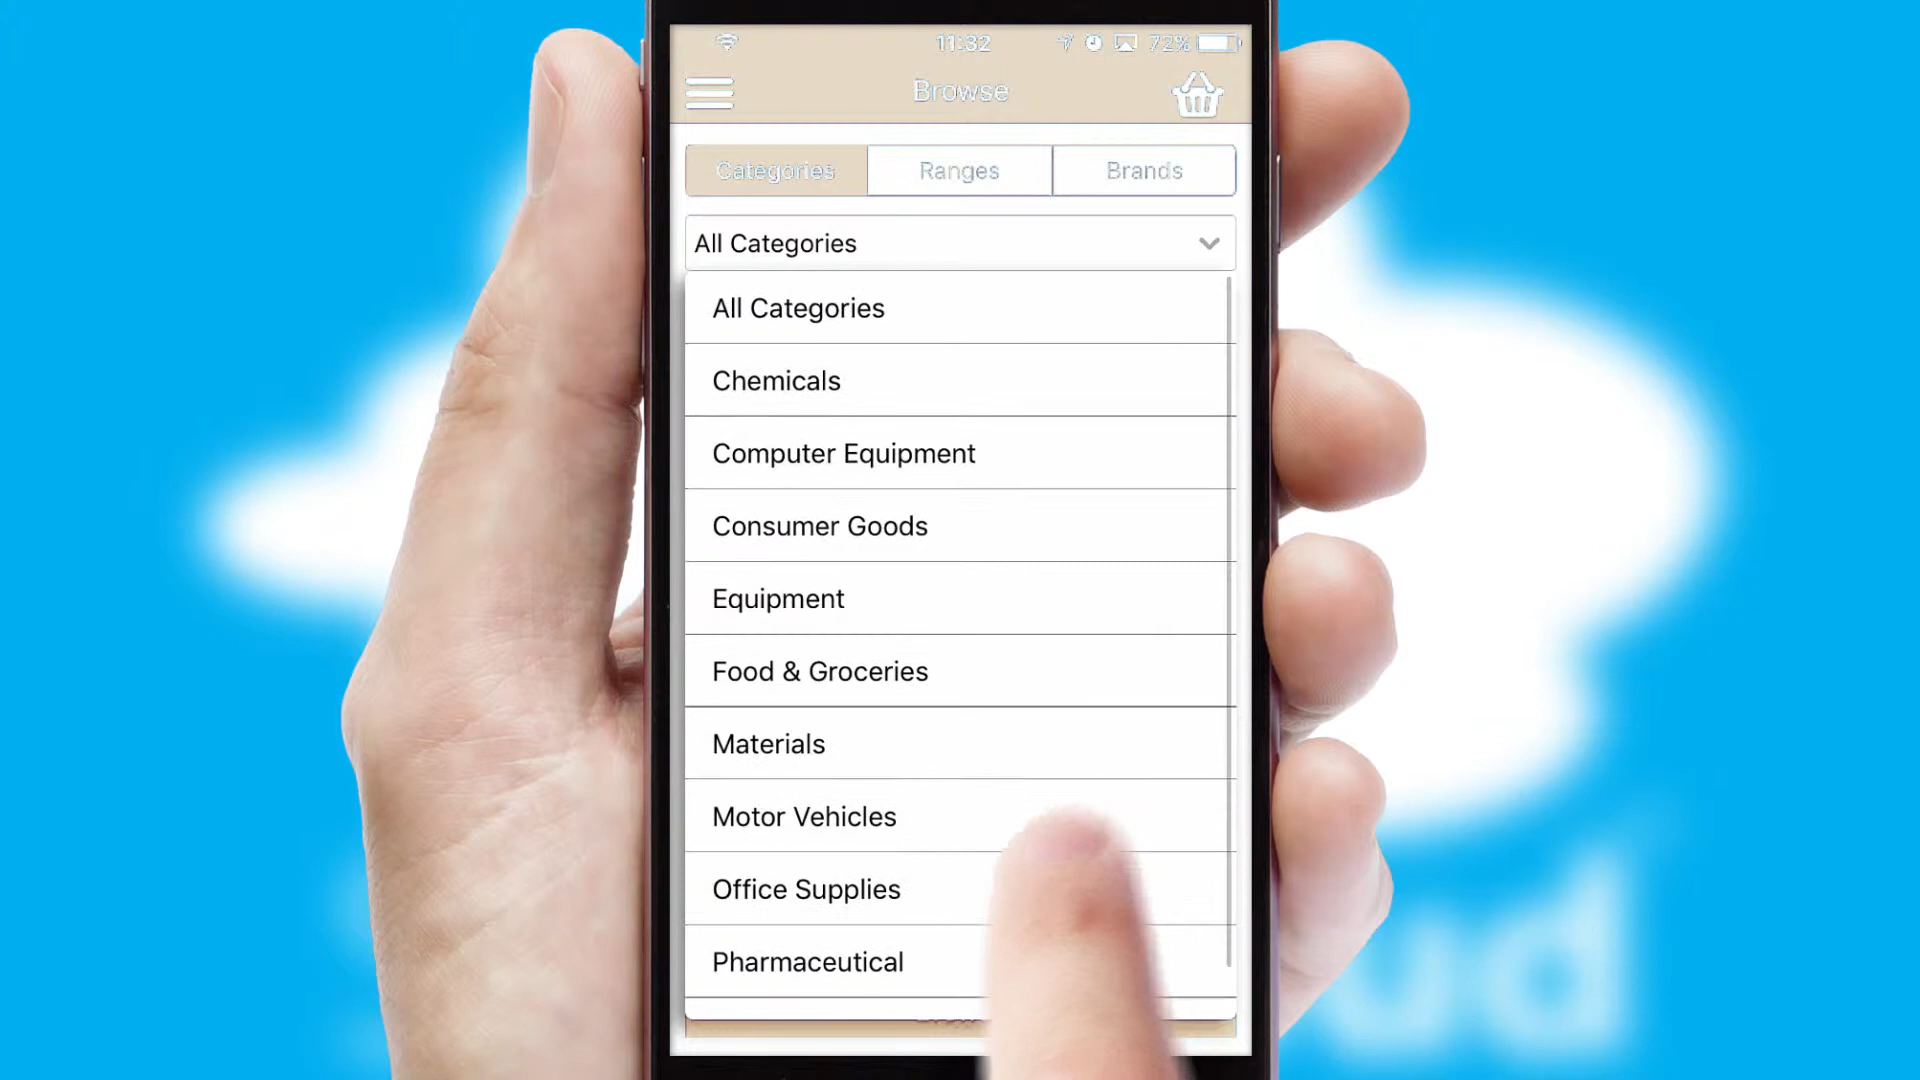 11:32
72%
Browse
Categories
Ranges
Brands
All Categories
All Categories
Chemicals
Computer Equipment
Consumer Goods
Equipment
Food & Groceries
Materials
Motor Vehicles
Office Supplies
Pharmaceutical